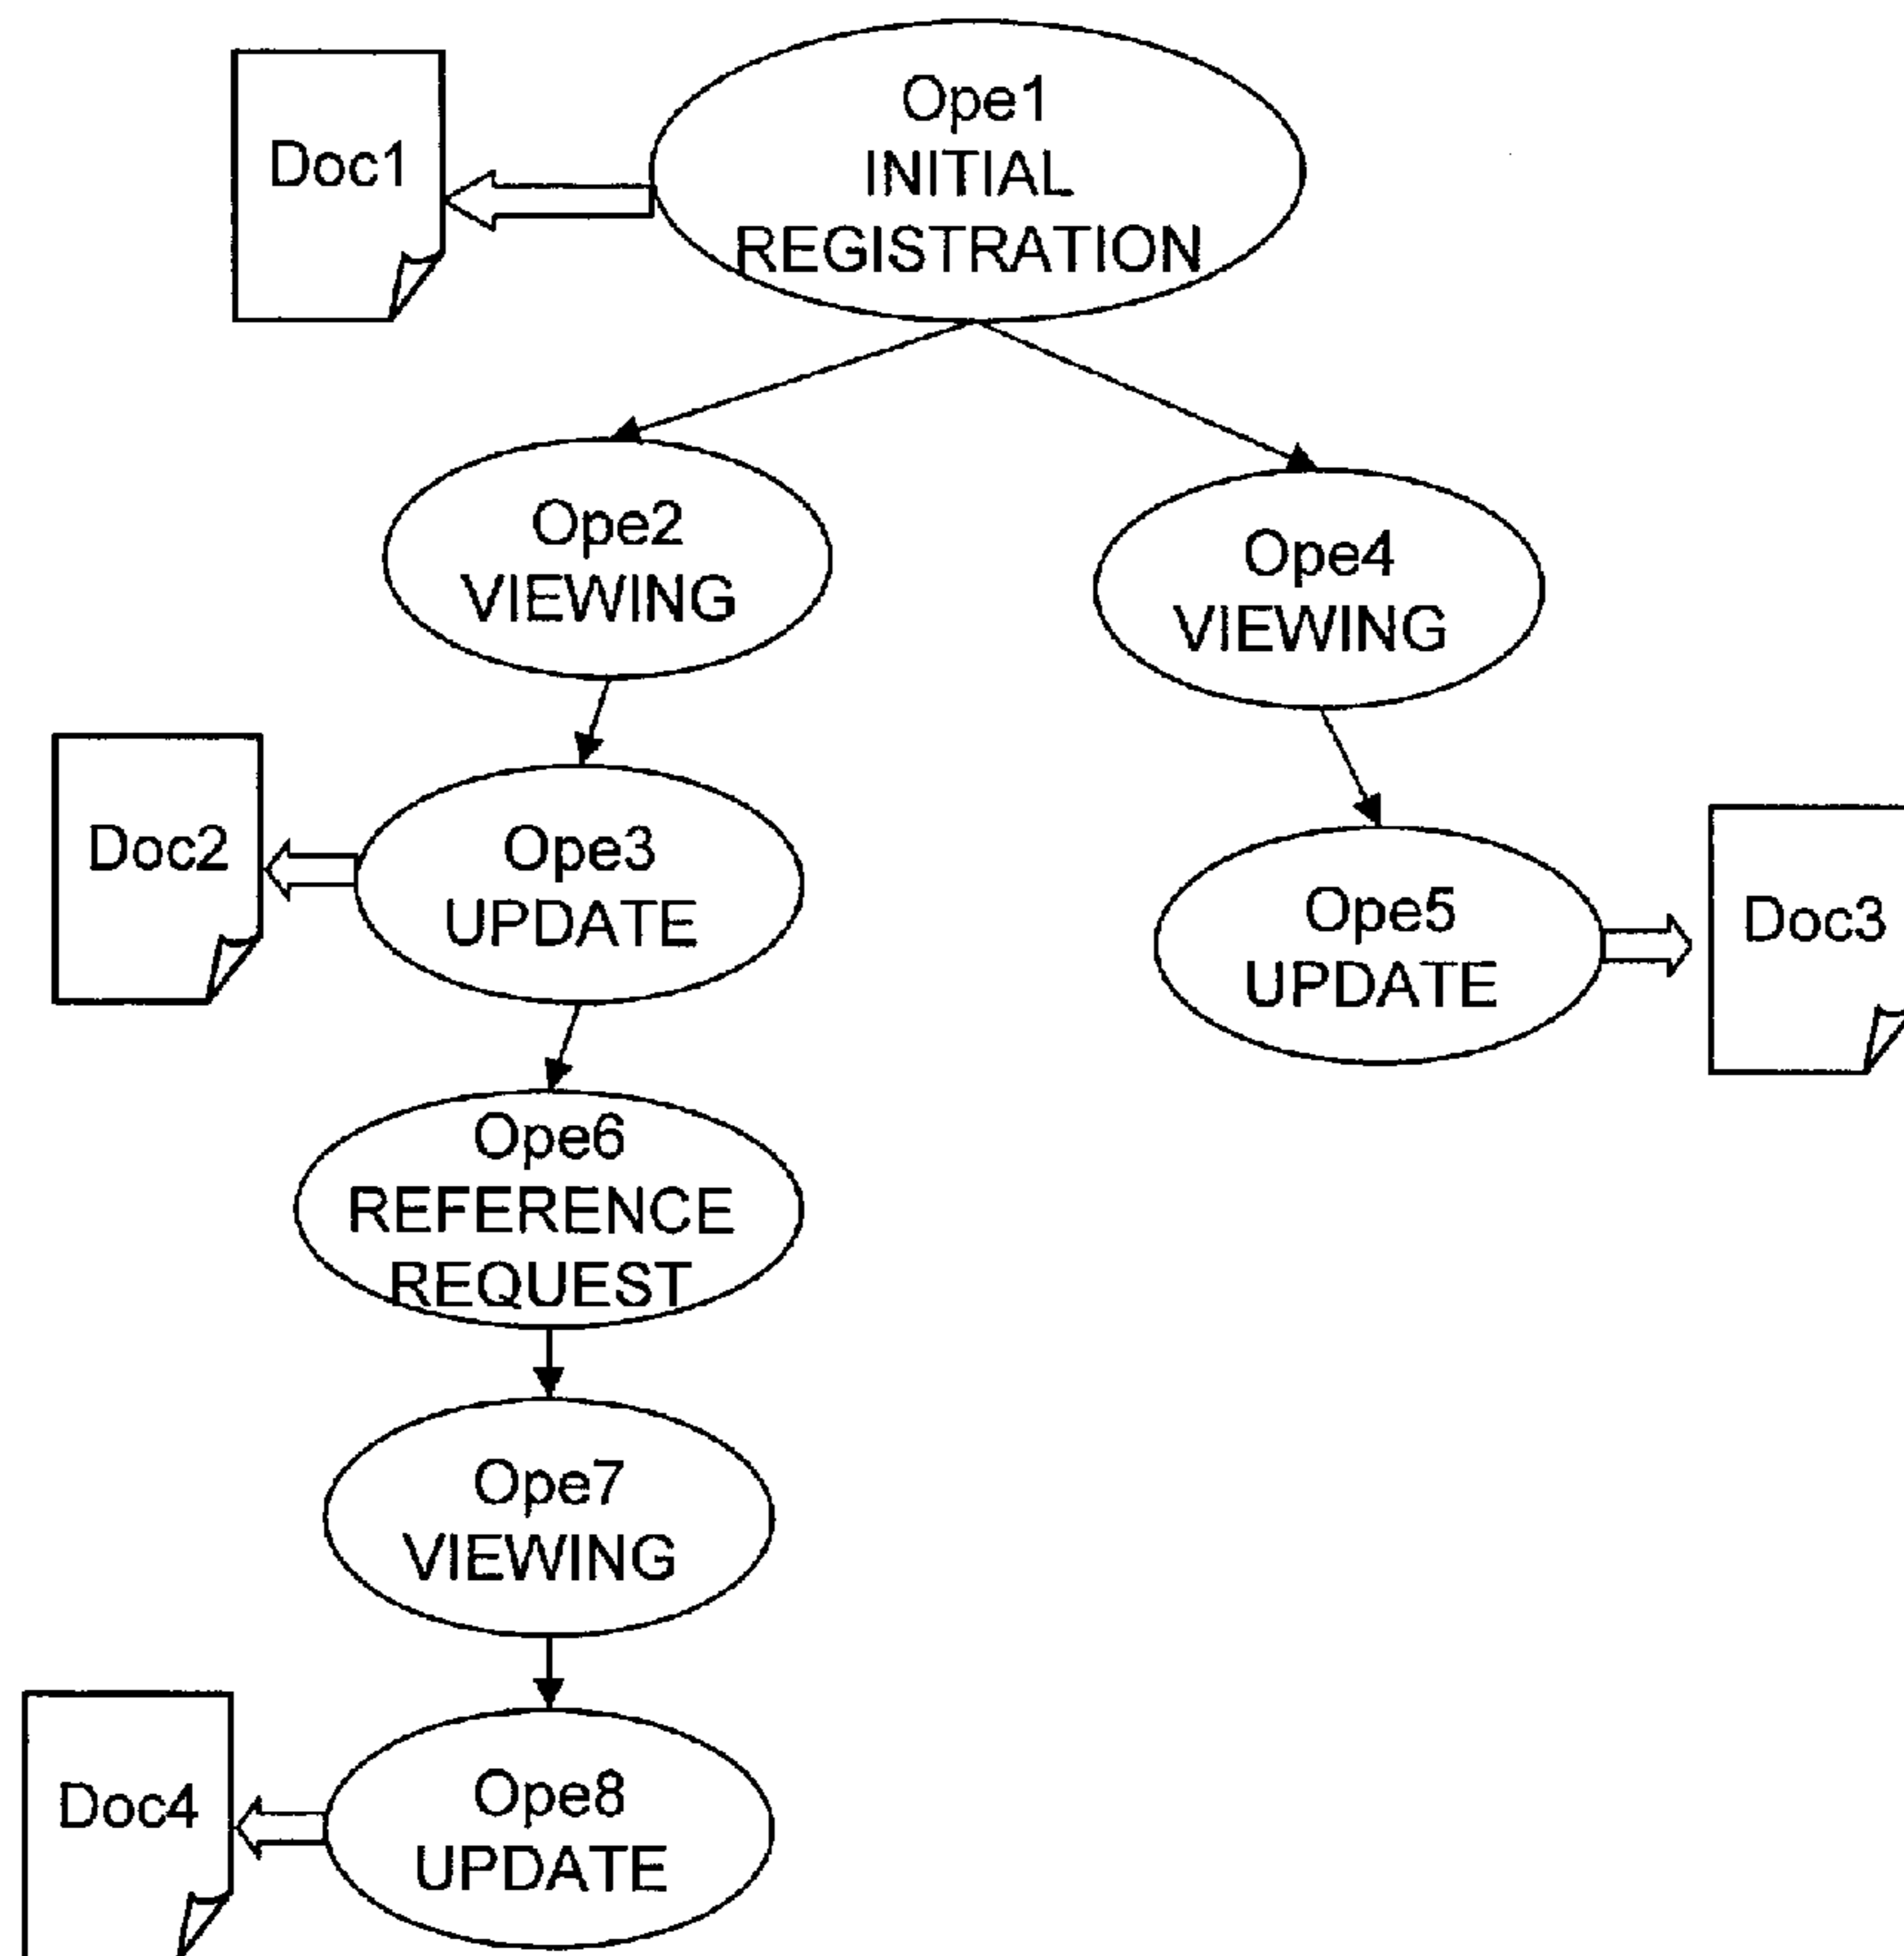 Doc1
Ope1
INITIAL
REGISTRATION
Ope2
VIEWING
Ope4
VIEWING
Doc2
Ope3
UPDATE
Ope5
UPDATE
Doc3
Ope6
REFERENCE
REQUEST
Ope7
VIEWING
Doc4
Ope8
UPDATE